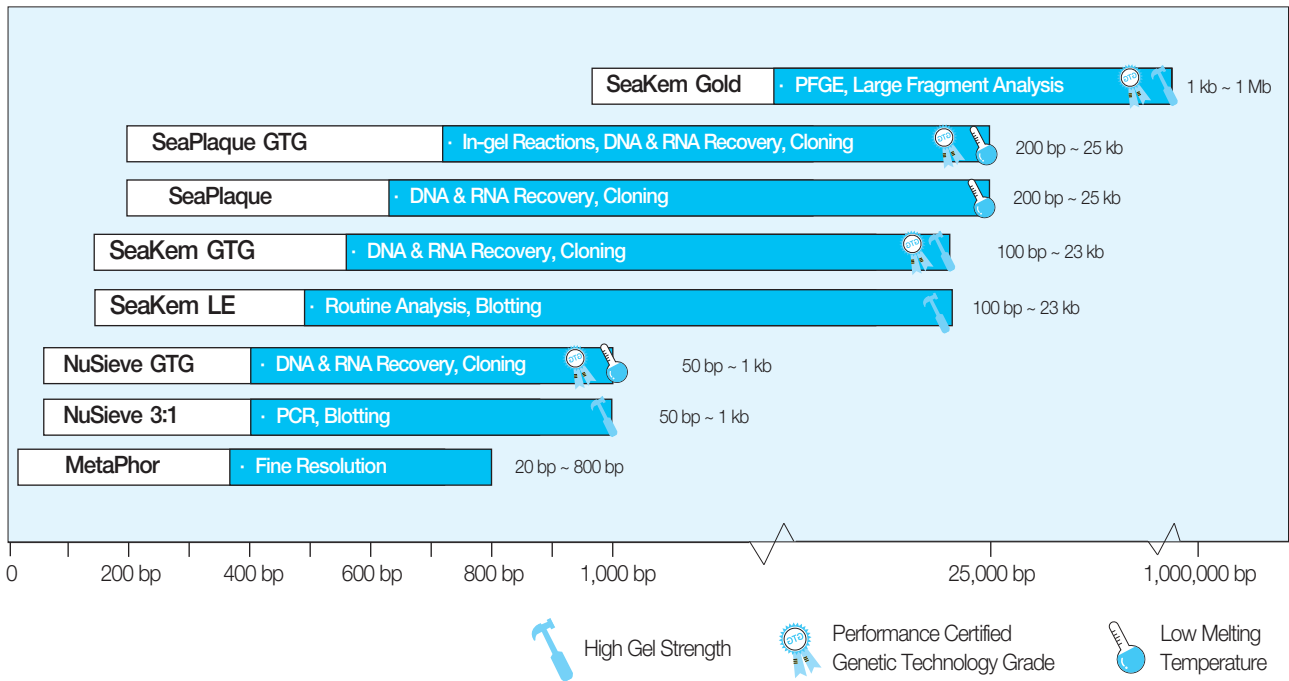 SeaKem Gold · PFGE, Large Fragment Analysis GTG 1 kb ~ 1 Mb
SeaPlaque GTG · In-gel Reactions, DNA & RNA Recovery, Cloning GTG 200 bp ~ 25 kb
SeaPlaque · DNA & RNA Recovery, Cloning 200 bp ~ 25 kb
SeaKem GTG · DNA & RNA Recovery, Cloning GTG 100 bp ~ 23 kb
SeaKem LE · Routine Analysis, Blotting 100 bp ~ 23 kb
NuSieve GTG · DNA & RNA Recovery, Cloning GTG 50 bp ~ 1 kb
NuSieve 3:1 · PCR, Blotting 50 bp ~ 1 kb
MetaPhor · Fine Resolution 20 bp ~ 800 bp
0 200 bp 400 bp 600 bp 800 bp 1,000 bp 25,000 bp 1,000,000 bp
High Gel Strength
GTG
Performance Certified
Genetic Technology Grade
Low Melting
Temperature